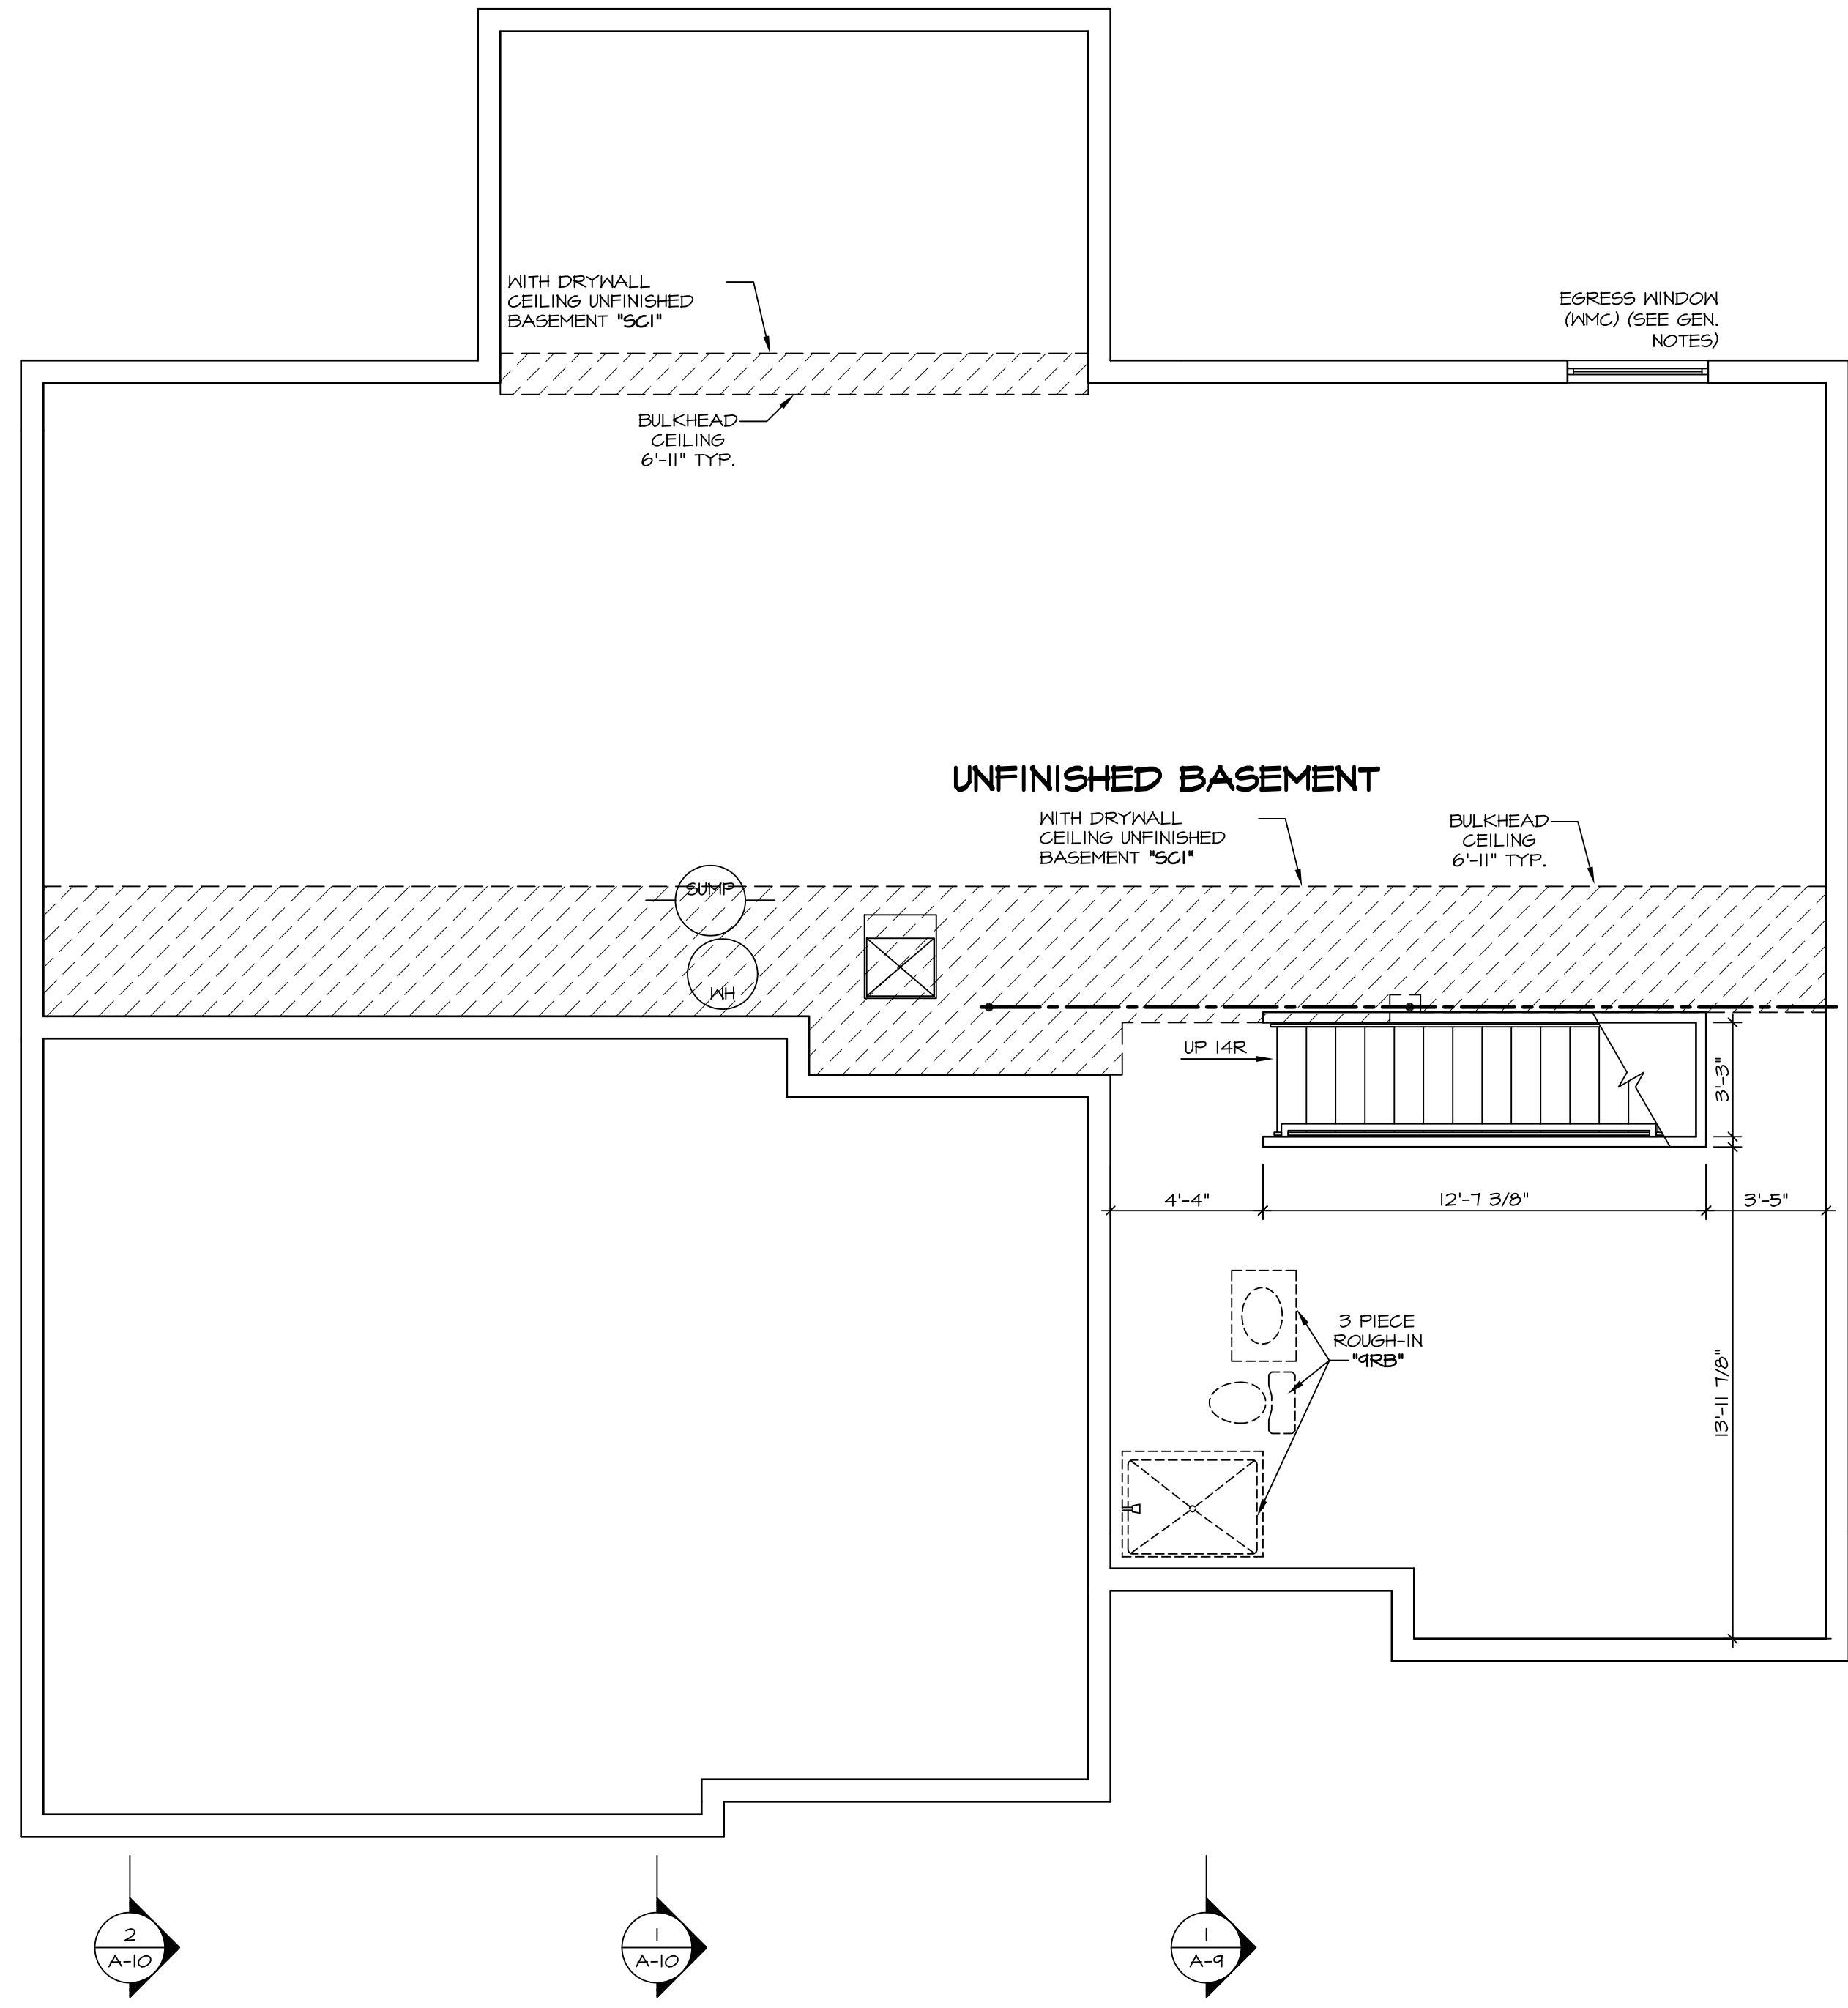 WITH DRYWALL
CEILING UNFINISHED
BASEMENT "SC1"
EGRESS WINDOW
(WMC) (SEE GEN.
NOTES)
BULKHEAD
CEILING
6'-11" TYP.
UNFINISHED BASEMENT
WITH DRYWALL
CEILING UNFINISHED
BASEMENT "SC1"
BULKHEAD
CEILING
6'-11" TYP.
SUMP
WH
UP 14R
3'-3"
4'-4"
12'-7 3/8"
3'-5"
3 PIECE
ROUGH-IN
"9RB"
13'-11 7/8"
2
A-10
1
A-10
1
A-9